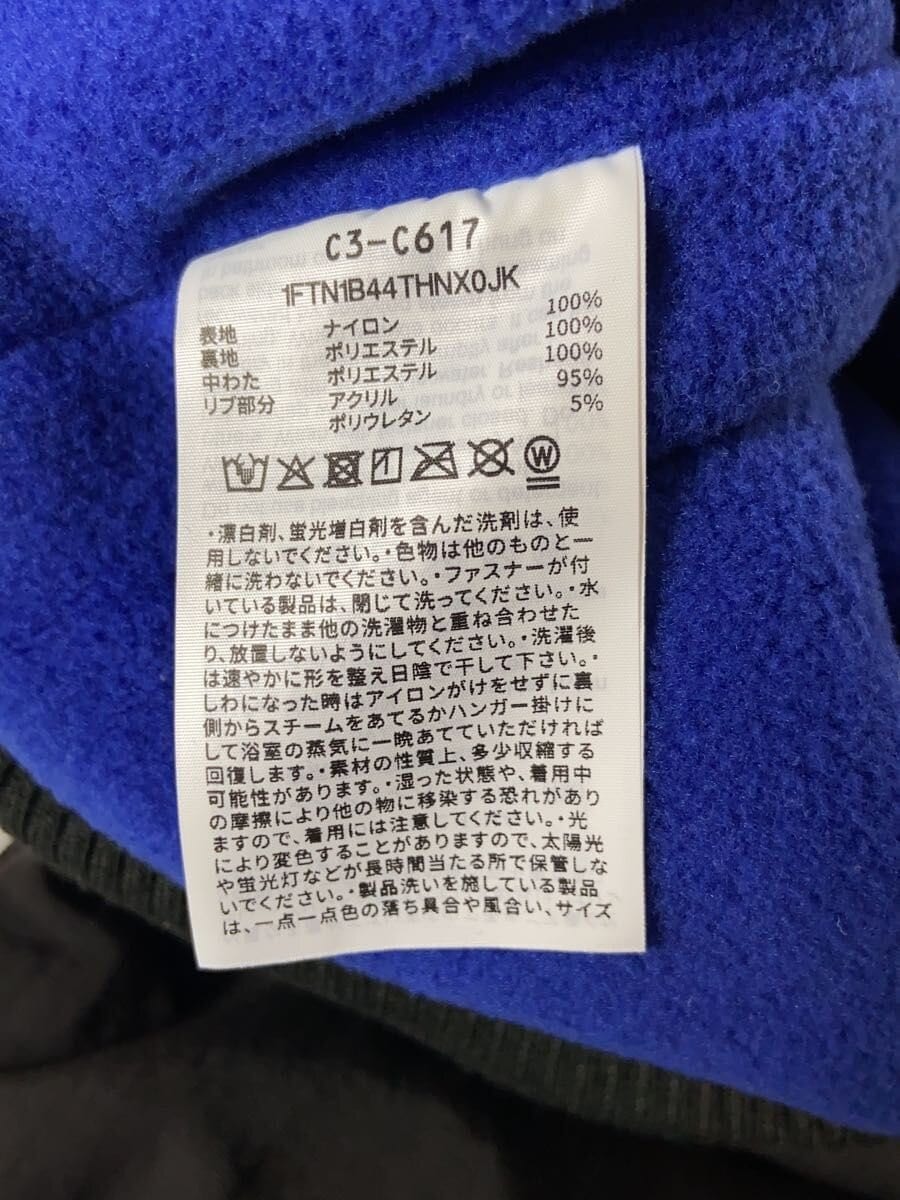 C3-C617
1FTN1B44THNX0JK
表地 ナイロン 100%
裏地 ポリエステル 100%
中わた ポリエステル 100%
リブ部分 アクリル 95%
ポリウレタン 5%
W
・漂白剤、蛍光増白剤を含んだ洗剤は、使
用しないでください。・色物は他のものと一
緒に洗わないでください。・ファスナーが付
いている製品は、閉じて洗ってください。・水
につけたまま他の洗濯物と重ね合わせた
り、放置しないようにしてください。・洗濯後
は速やかに形を整え日陰で干して下さい。・
しわになった時はアイロンがけをせずに裏
側からスチームをあてるかハンガー掛けに
して浴室の蒸気に一晩あてていただければ
回復します。・素材の性質上、多少収縮する
可能性があります。・湿った状態や、着用中
の摩擦により他の物に移染する恐れがあり
ますので、着用には注意してください。・光
により変色することがありますので、太陽光
や蛍光灯などが長時間当たる所で保管しな
いでください。・製品洗いを施している製品
は、一点一点色の落ち具合や風合い、サイズ